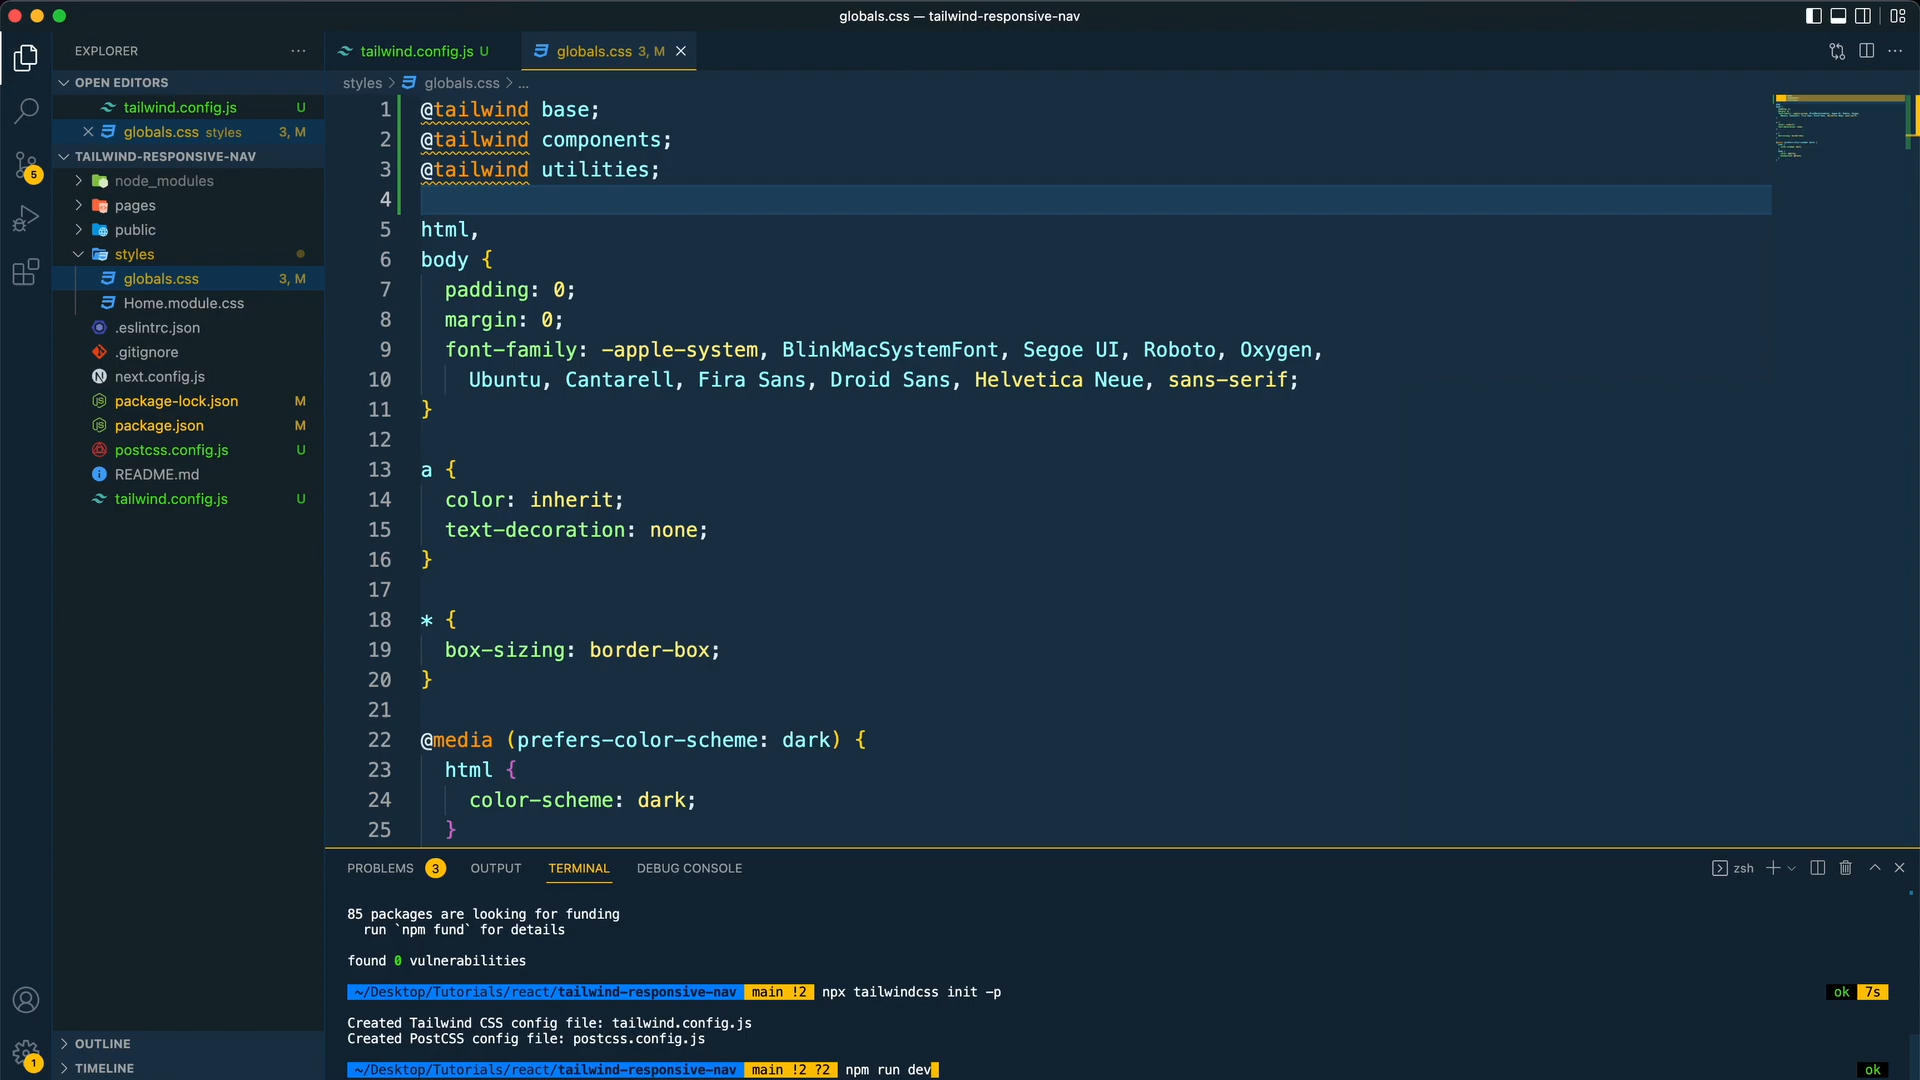 globals.css — tailwind-responsive-nav
EXPLORER
tailwind.config.js U
globals.css 3, M
OPEN EDITORS
tailwind.config.js U
globals.css styles 3, M
TAILWIND-RESPONSIVE-NAV
node_modules
pages
public
styles
globals.css 3, M
Home.module.css
.eslintrc.json
.gitignore
next.config.js
package-lock.json M
package.json M
postcss.config.js U
README.md
tailwind.config.js U
OUTLINE
TIMELINE
5
1
styles > globals.css > ...
1 @tailwind base;
2 @tailwind components;
3 @tailwind utilities;
4
5 html,
6 body {
7 padding: 0;
8 margin: 0;
9 font-family: -apple-system, BlinkMacSystemFont, Segoe UI, Roboto, Oxygen,
10 Ubuntu, Cantarell, Fira Sans, Droid Sans, Helvetica Neue, sans-serif;
11 }
12
13 a {
14 color: inherit;
15 text-decoration: none;
16 }
17
18 * {
19 box-sizing: border-box;
20 }
21
22 @media (prefers-color-scheme: dark) {
23 html {
24 color-scheme: dark;
25 }
PROBLEMS 3 OUTPUT TERMINAL DEBUG CONSOLE
zsh
85 packages are looking for funding
run `npm fund` for details
found 0 vulnerabilities
~/Desktop/Tutorials/react/tailwind-responsive-nav main !2 npx tailwindcss init -p ok 7s
Created Tailwind CSS config file: tailwind.config.js
Created PostCSS config file: postcss.config.js
~/Desktop/Tutorials/react/tailwind-responsive-nav main !2 ?2 npm run dev ok